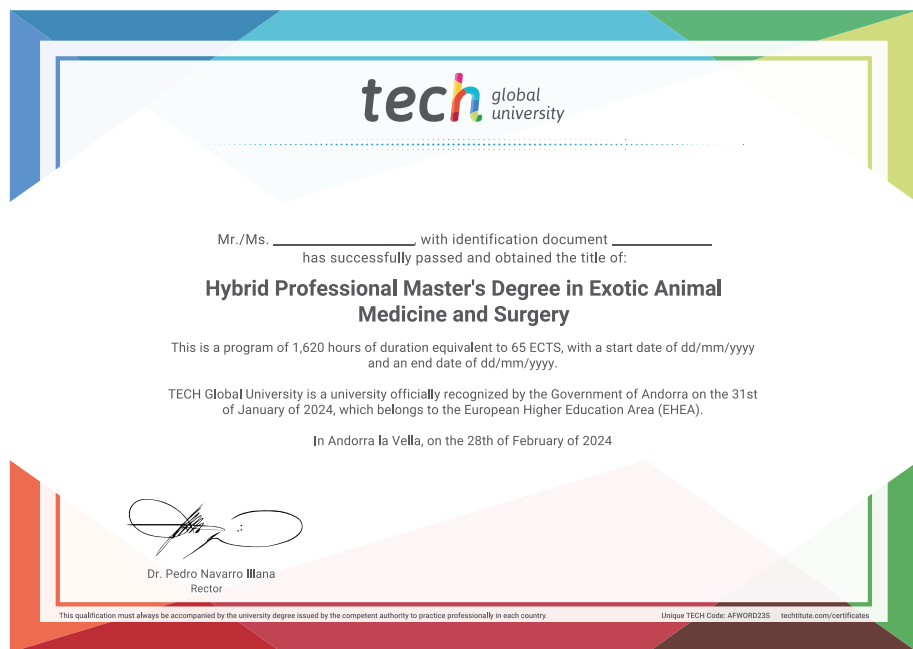 tech global university
Mr./Ms. ____________________, with identification document ______________
has successfully passed and obtained the title of:
Hybrid Professional Master's Degree in Exotic Animal
Medicine and Surgery
This is a program of 1,620 hours of duration equivalent to 65 ECTS, with a start date of dd/mm/yyyy
and an end date of dd/mm/yyyy.
TECH Global University is a university officially recognized by the Government of Andorra on the 31st
of January of 2024, which belongs to the European Higher Education Area (EHEA).
In Andorra la Vella, on the 28th of February of 2024
Dr. Pedro Navarro Illana
Rector
This qualification must always be accompanied by the university degree issued by the competent authority to practice professionally in each country.
Unique TECH Code: AFWORD23S techtitute.com/certificates